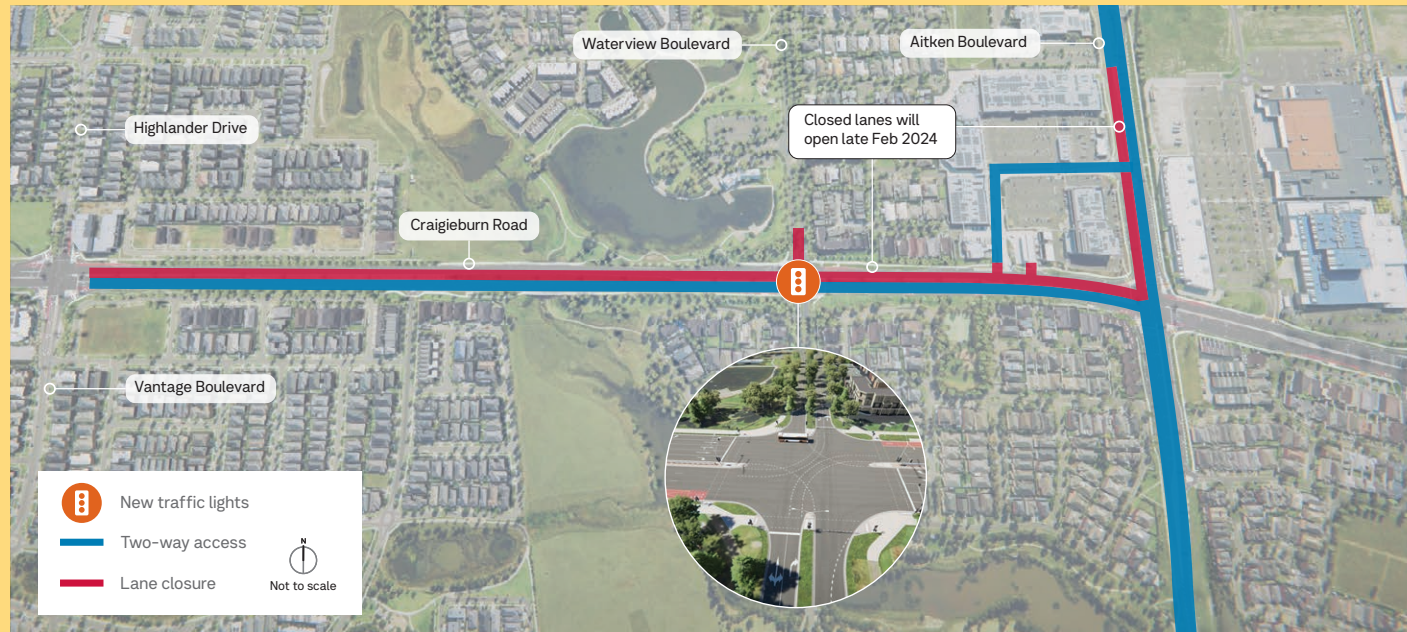 Waterview Boulevard
Aitken Boulevard
Closed lanes will
open late Feb 2024
Highlander Drive
Craigieburn Road
Vantage Boulevard
New traffic lights
Two-way access
Lane closure
N
Not to scale